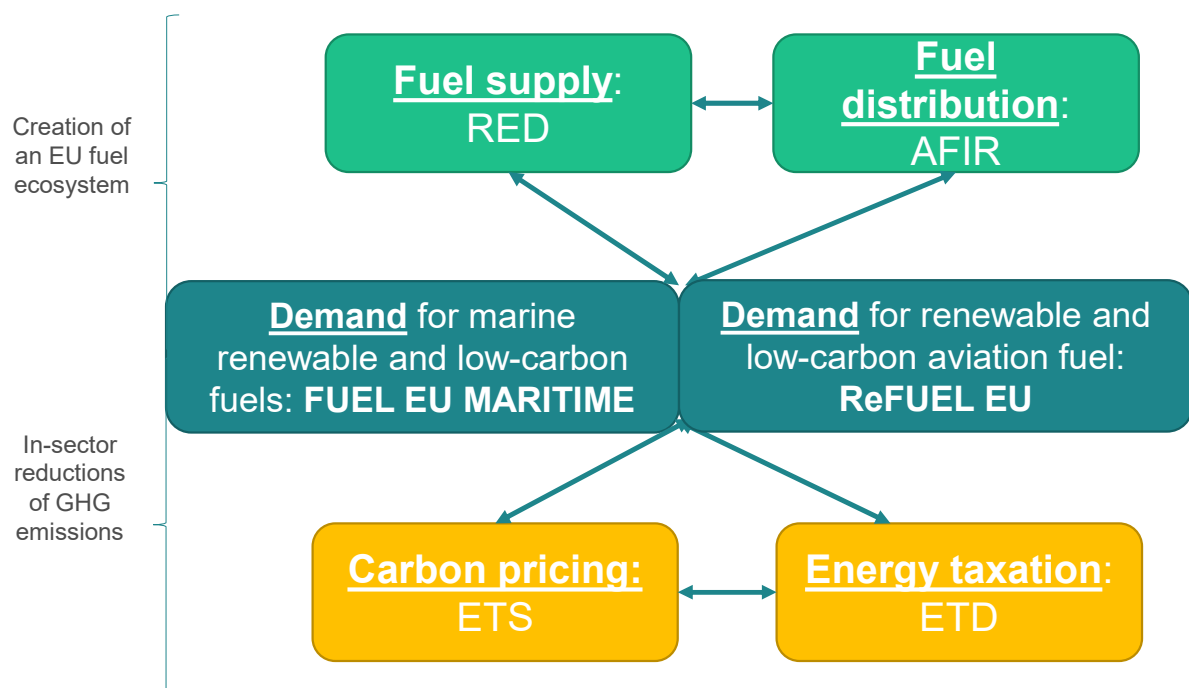 Creation of
an EU fuel
ecosystem
Fuel supply:
RED
Fuel
distribution:
AFIR
Demand for marine
renewable and low-carbon
fuels: FUEL EU MARITIME
Demand for renewable and
low-carbon aviation fuel:
ReFUEL EU
In-sector
reductions
of GHG
emissions
Carbon pricing:
ETS
Energy taxation:
ETD